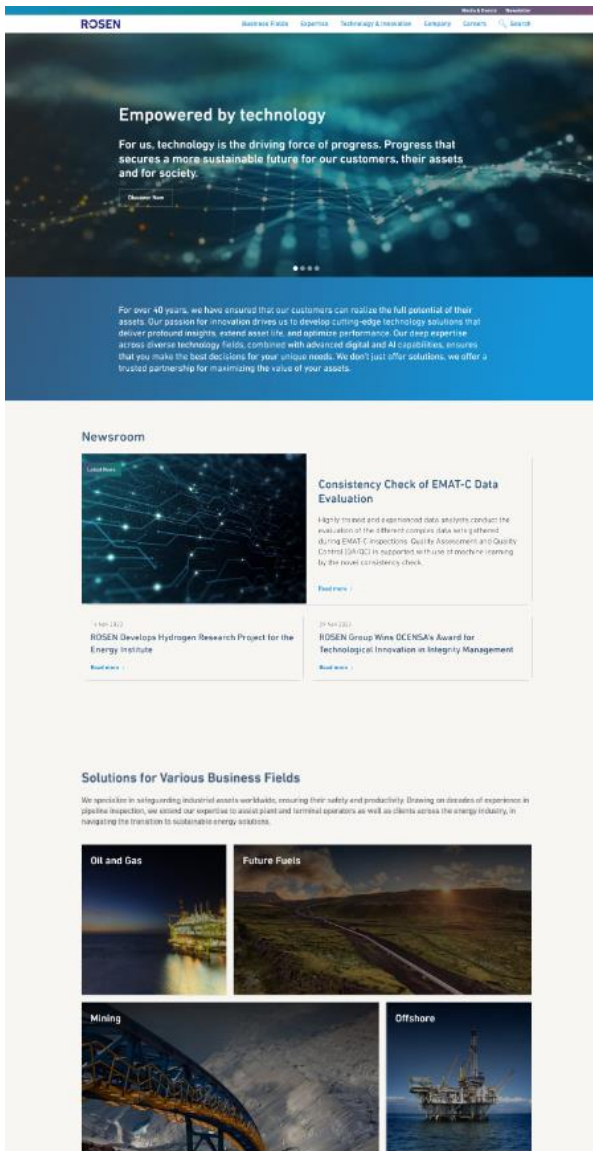 Media & Events Newsletter
ROSEN
Business Fields Expertise Technology & Innovation Company Careers Search
Empowered by technology
For us, technology is the driving force of progress. Progress that
secures a more sustainable future for our customers, their assets
and for society.
Discover Now
For over 40 years, we have ensured that our customers can realize the full potential of their
assets. Our passion for innovation drives us to develop cutting-edge technology solutions that
deliver profound insights, extend asset life, and optimize performance. Our deep expertise
across diverse technology fields, combined with advanced digital and AI capabilities, ensures
that you make the best decisions for your unique needs. We don't just offer solutions, we offer a
trusted partnership for maximizing the value of your assets.
Newsroom
Latest News
Consistency Check of EMAT-C Data
Evaluation
Highly trained and experienced data analysts conduct the
evaluation of the different complex data sets gathered
during EMAT-C inspections. Quality Assessment and Quality
Control (QA/QC) is supported with use of machine learning
by the novel consistency check.
Read more
ROSEN Develops Hydrogen Research Project for the
Energy Institute
Read more
ROSEN Group Wins OCENSA's Award for
Technological Innovation in Integrity Management
Read more
Solutions for Various Business Fields
We specialize in safeguarding industrial assets worldwide, ensuring their safety and productivity. Drawing on decades of experience in
pipeline inspection, we extend our expertise to assist plant and terminal operators as well as clients across the energy industry, in
navigating the transition to sustainable energy solutions.
Oil and Gas
Future Fuels
Mining
Offshore